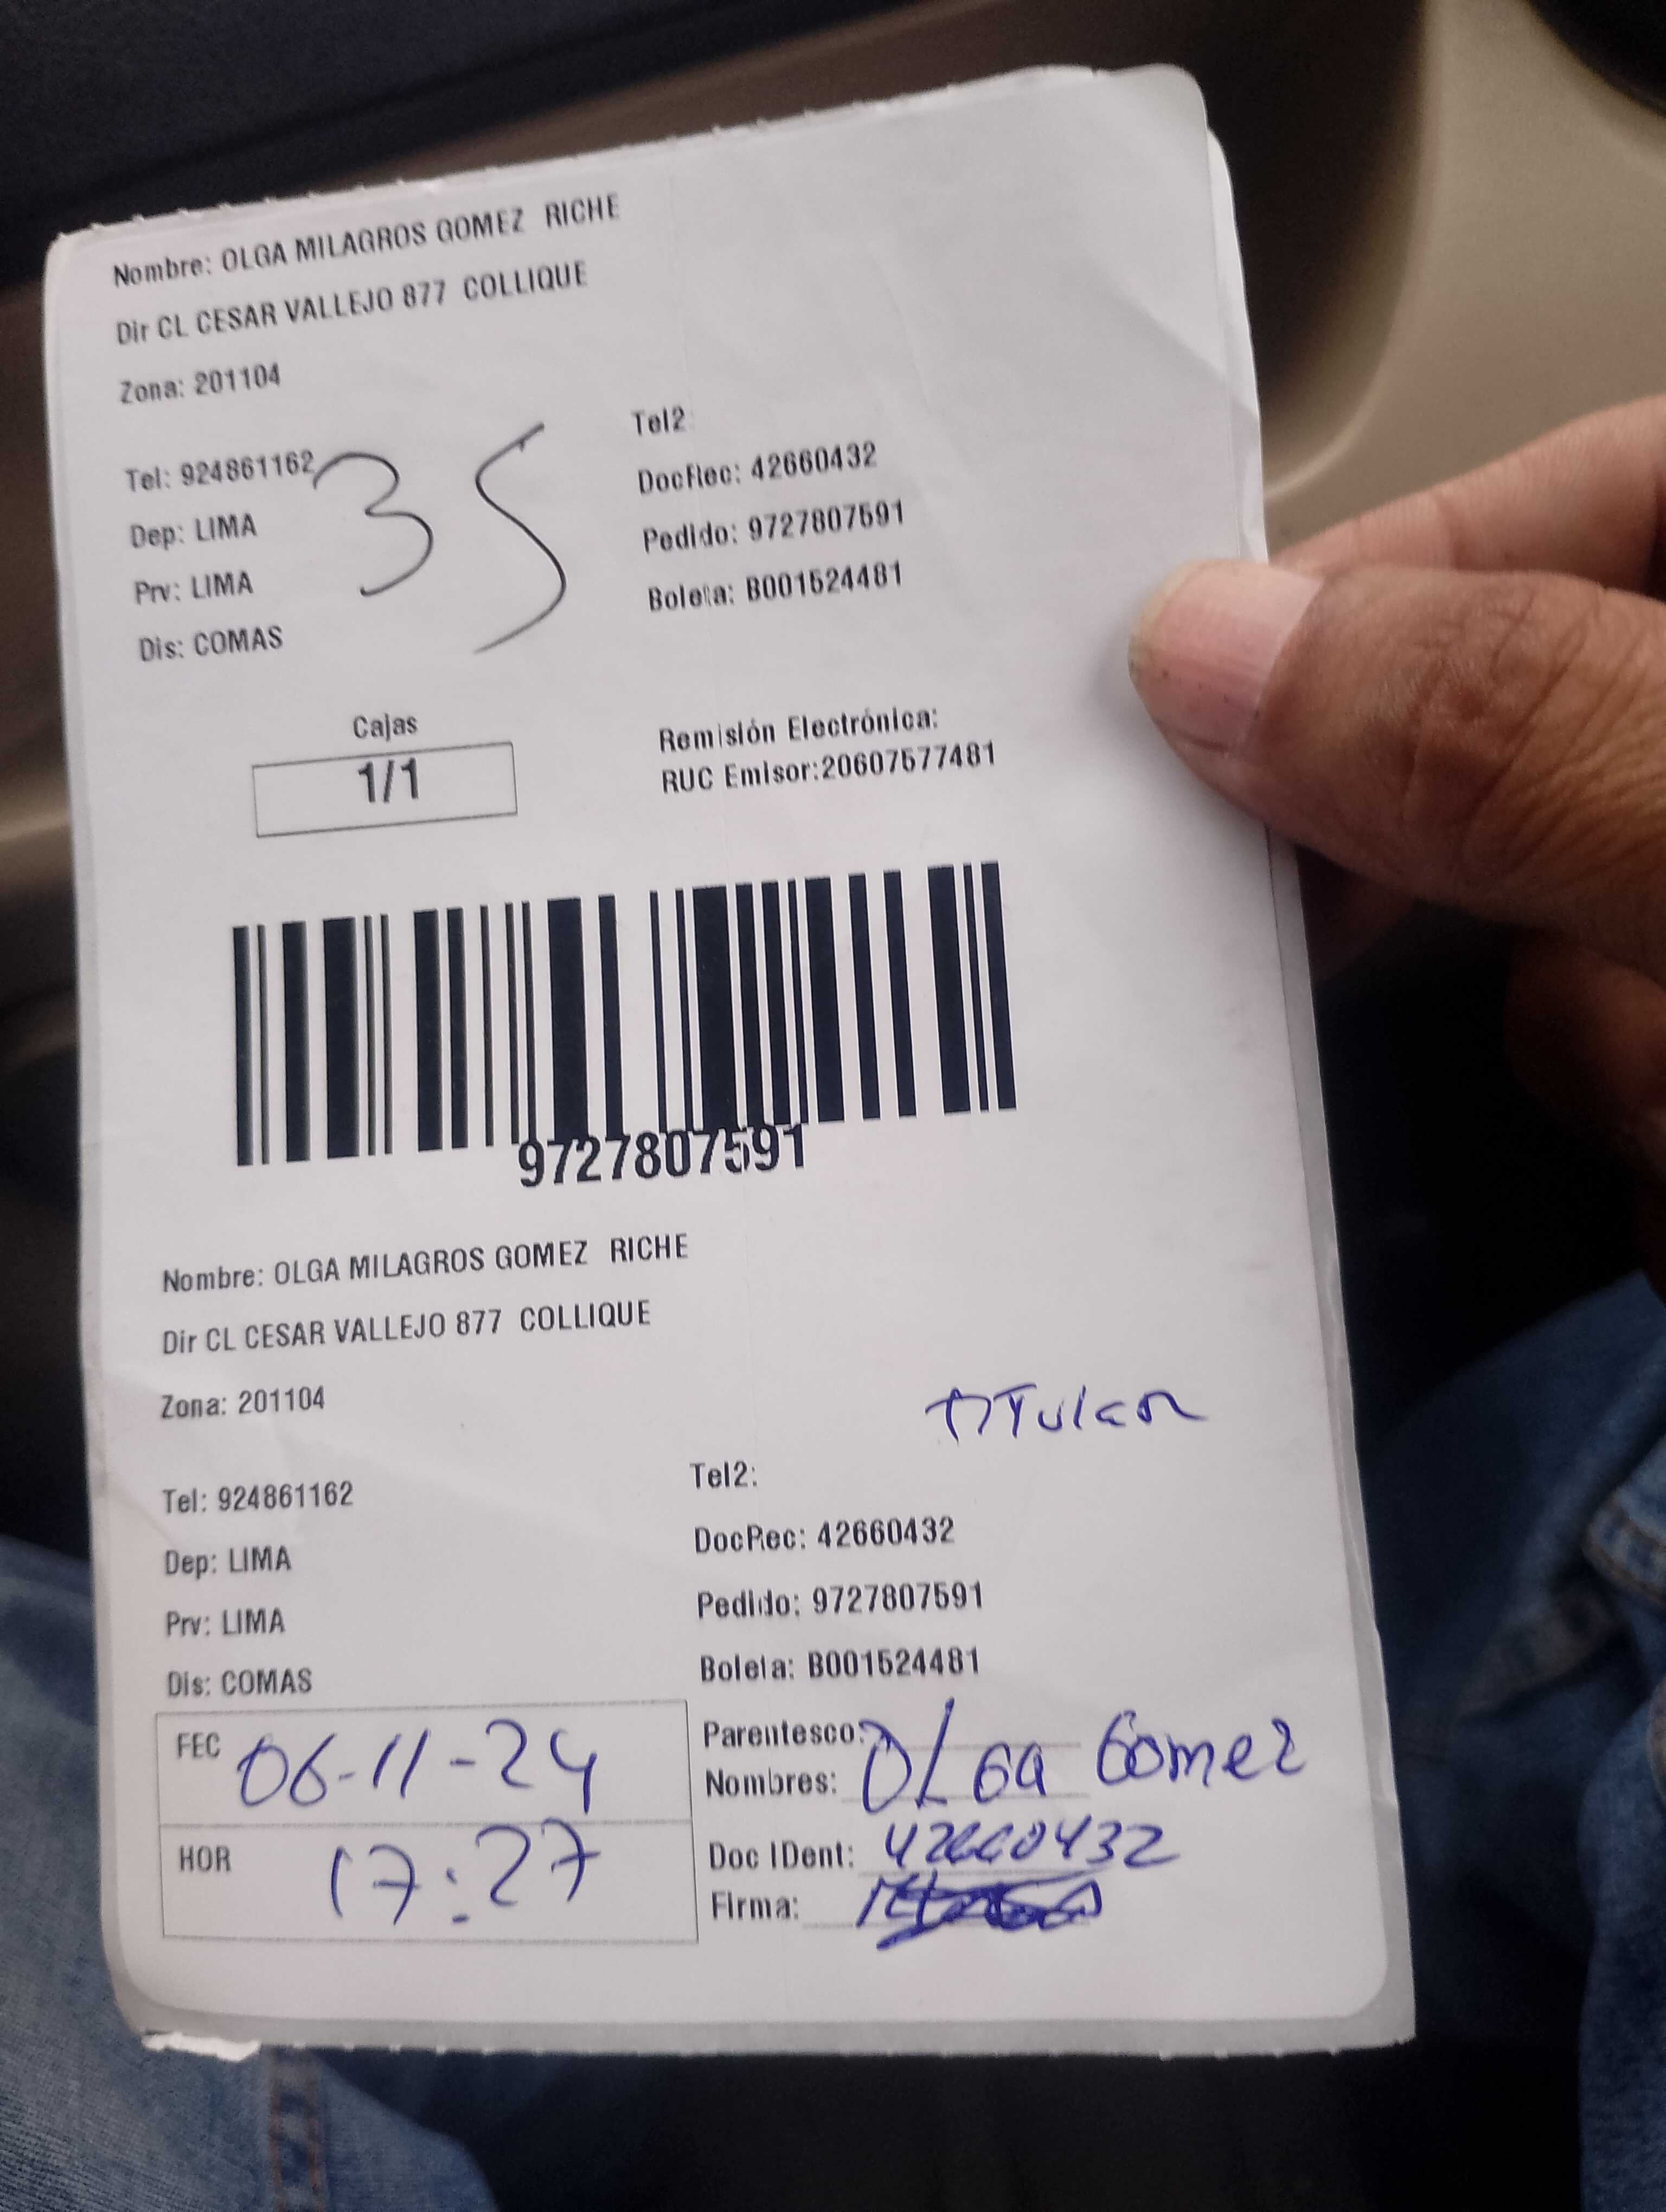 Nombre: OLGA MILAGROS GOMEZ RICHE
Dir CL CESAR VALLEJO 877 COLLIQUE
Zona: 201104
Tel: 924861162
Dep: LIMA
Prv: LIMA
Dis: COMAS
35
Tel2:
DocRec: 42660432
Pedido: 9727807591
Boleta: B001524481
Cajas
1/1
Remisión Electrónica:
RUC Emisor:20607577481
9727807591
Nombre: OLGA MILAGROS GOMEZ RICHE
Dir CL CESAR VALLEJO 877 COLLIQUE
Zona: 201104
Titular
Tel: 924861162
Dep: LIMA
Prv: LIMA
Dis: COMAS
Tel2:
DocRec: 42660432
Pedido: 9727807591
Boleta: B001524481
FEC 06-11-24
HOR 17:27
Parentesco:
Nombres: OLGA Gomez
Doc IDent: 42660432
Firma: